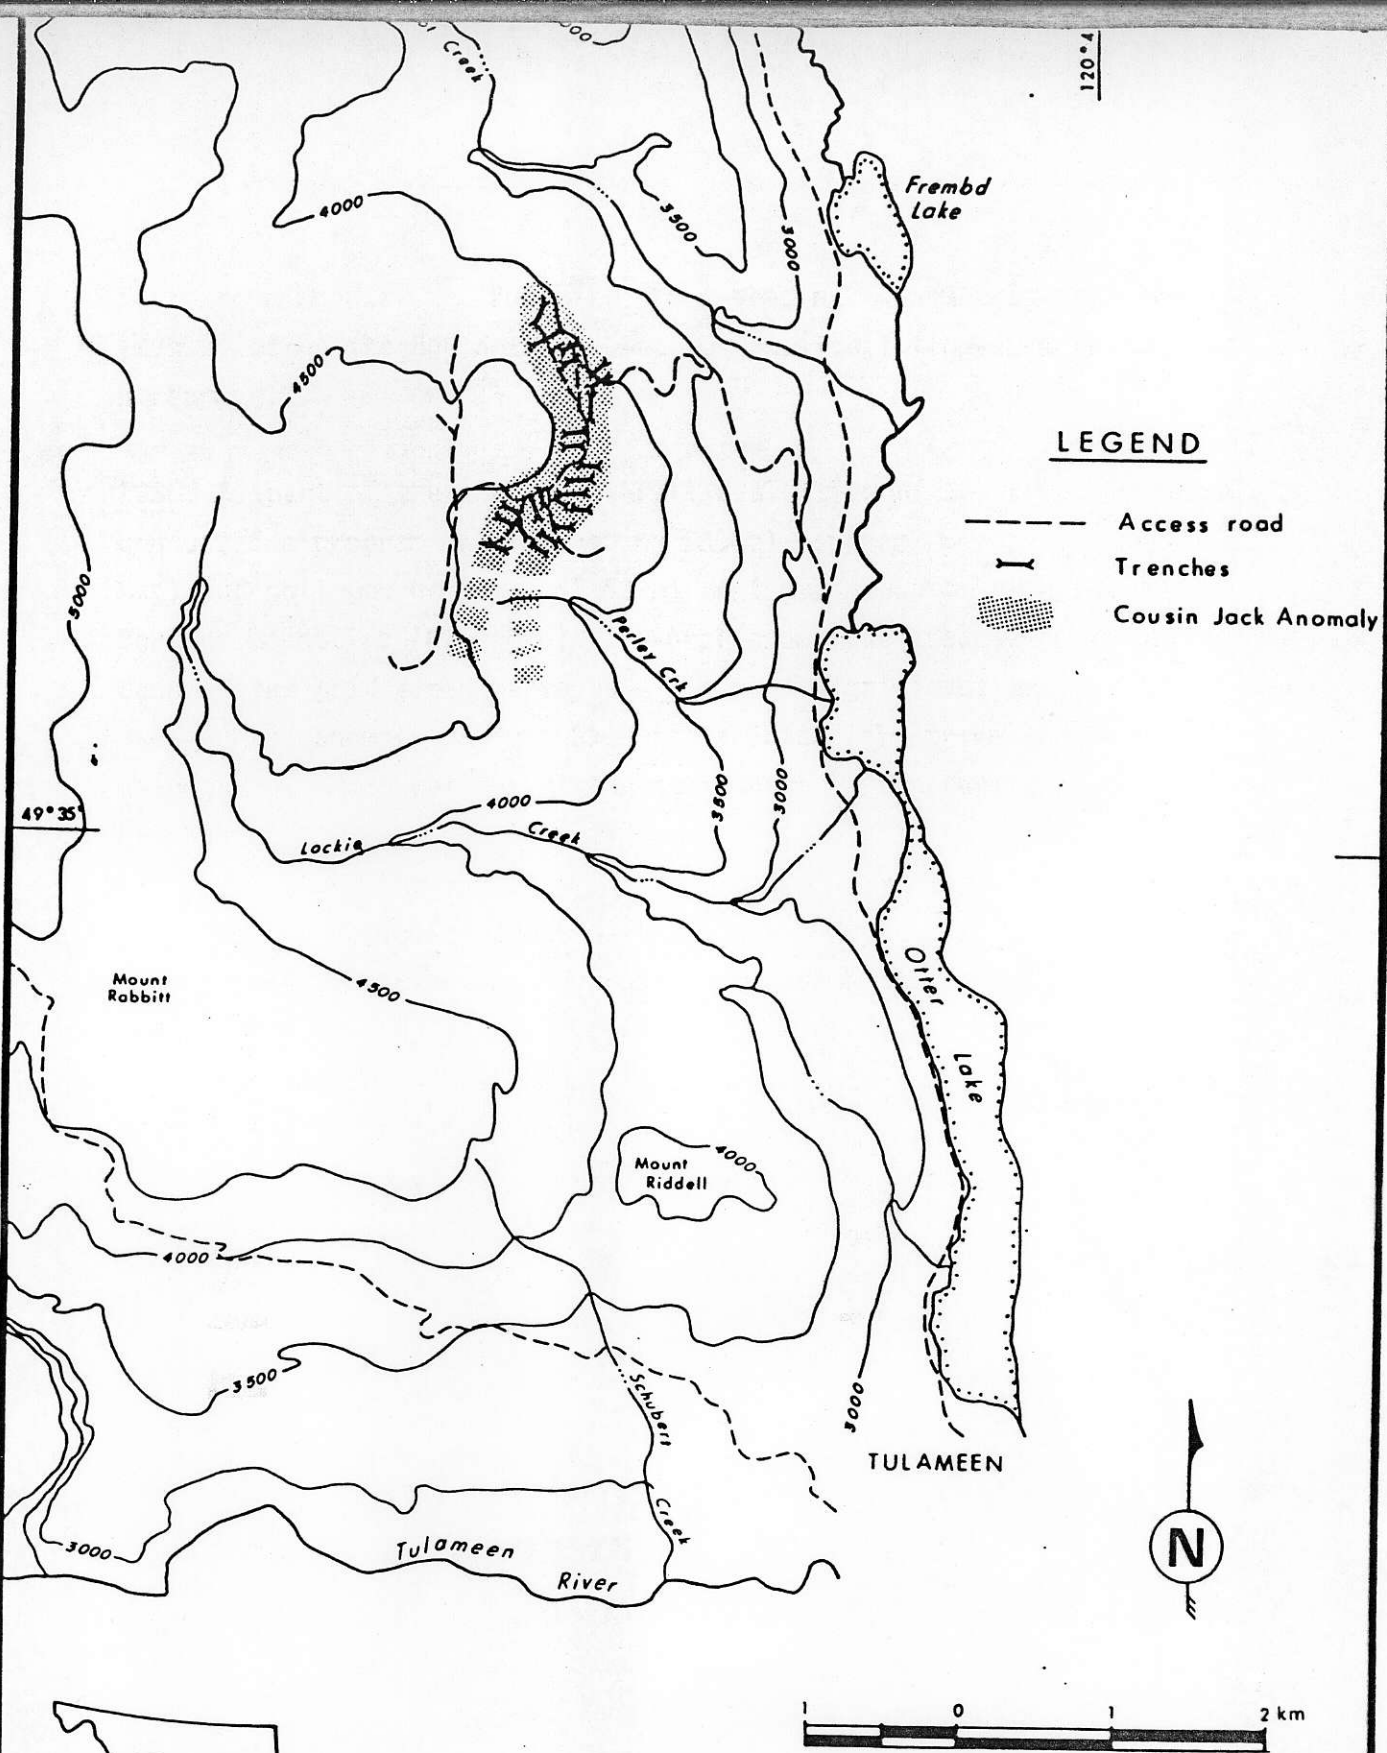 Creek
120°4
Frembd
Lake
4000
3500
3000
4500
LEGEND
Access road
Trenches
Cousin Jack Anomaly
5000
Perley Crk
49°35'
4000
3500
3000
Lockie Creek
Mount
Rabbitt
4500
Otter Lake
Mount
Riddell
4000
4000
3500
Schubert Creek
3000
TULAMEEN
3000
Tulameen River
N
1 0 1 2 km